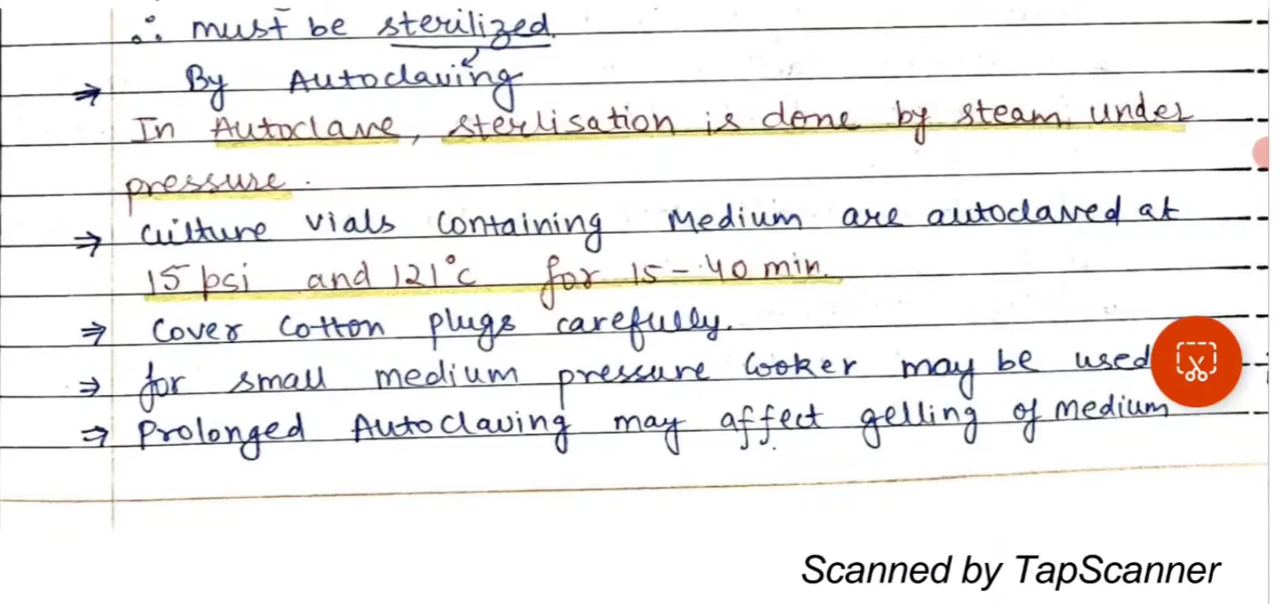 ∴ must be sterilized.
⇒ By Autoclaving
In Autoclave, sterlisation is done by steam under
pressure.
⇒ Culture vials containing Medium are autoclaved at
15 psi and 121°c for 15-40 min.
⇒ Cover Cotton plugs carefully.
⇒ for small medium pressure Cooker may be used
⇒ Prolonged Autoclaving may affect gelling of medium
Scanned by TapScanner